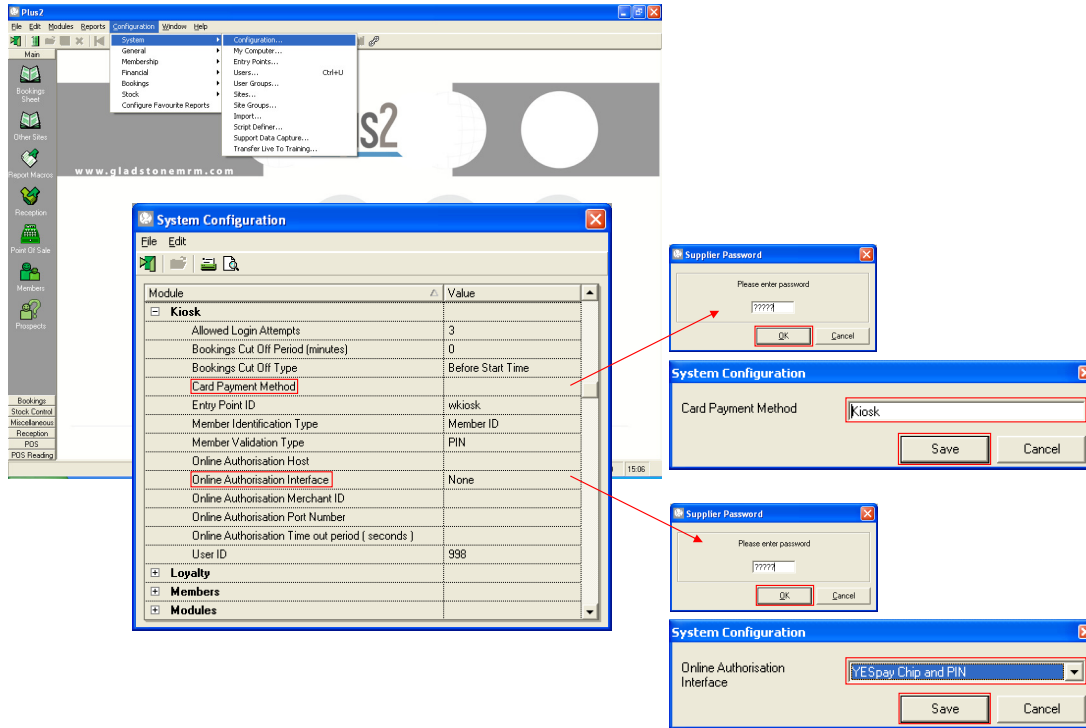 Plus2
File Edit Modules Reports Configuration Window Help
Main
Bookings Sheet
Other Sites
Report Macros
Reception
Point Of Sale
Members
Prospects
Bookings
Stock Control
Miscellaneous
Reception
POS
POS Reading
System
General
Membership
Financial
Bookings
Stock
Configure Favourite Reports
Configuration...
My Computer...
Entry Points...
Users... Ctrl+U
User Groups...
Sites...
Site Groups...
Import...
Script Definer...
Support Data Capture...
Transfer Live To Training...
s2
www.gladstonemrm.com
15:06
System Configuration
File Edit
Module Value
Kiosk
Allowed Login Attempts 3
Bookings Cut Off Period (minutes) 0
Bookings Cut Off Type Before Start Time
Card Payment Method
Entry Point ID wkiosk
Member Identification Type Member ID
Member Validation Type PIN
Online Authorisation Host
Online Authorisation Interface None
Online Authorisation Merchant ID
Online Authorisation Port Number
Online Authorisation Time out period ( seconds )
User ID 998
Loyalty
Members
Modules
Supplier Password
Please enter password
?????
OK Cancel
System Configuration
Card Payment Method Kiosk
Save Cancel
Supplier Password
Please enter password
?????
OK Cancel
System Configuration
Online Authorisation Interface YESpay Chip and PIN
Save Cancel